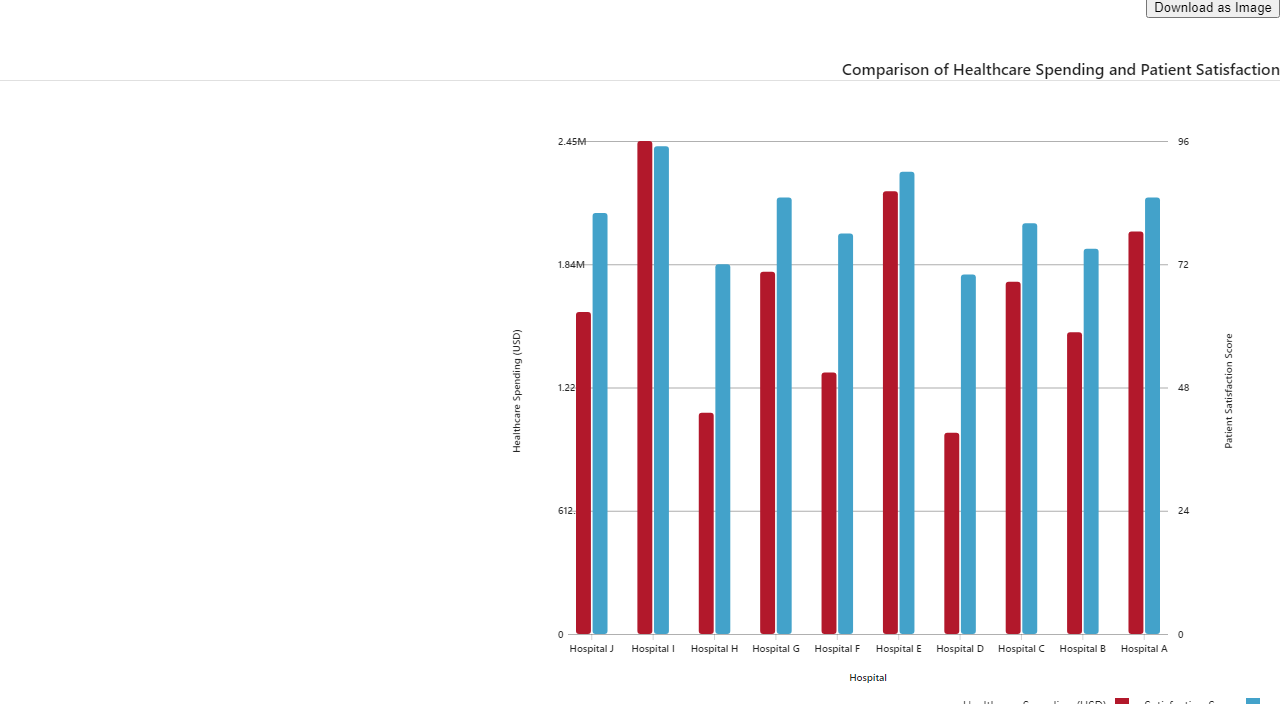 Download as Image
Comparison of Healthcare Spending and Patient Satisfaction
2.45M
1.84M
1.22
612.
0
96
72
48
24
0
Healthcare Spending (USD)
Patient Satisfaction Score
Hospital J
Hospital I
Hospital H
Hospital G
Hospital F
Hospital E
Hospital D
Hospital C
Hospital B
Hospital A
Hospital